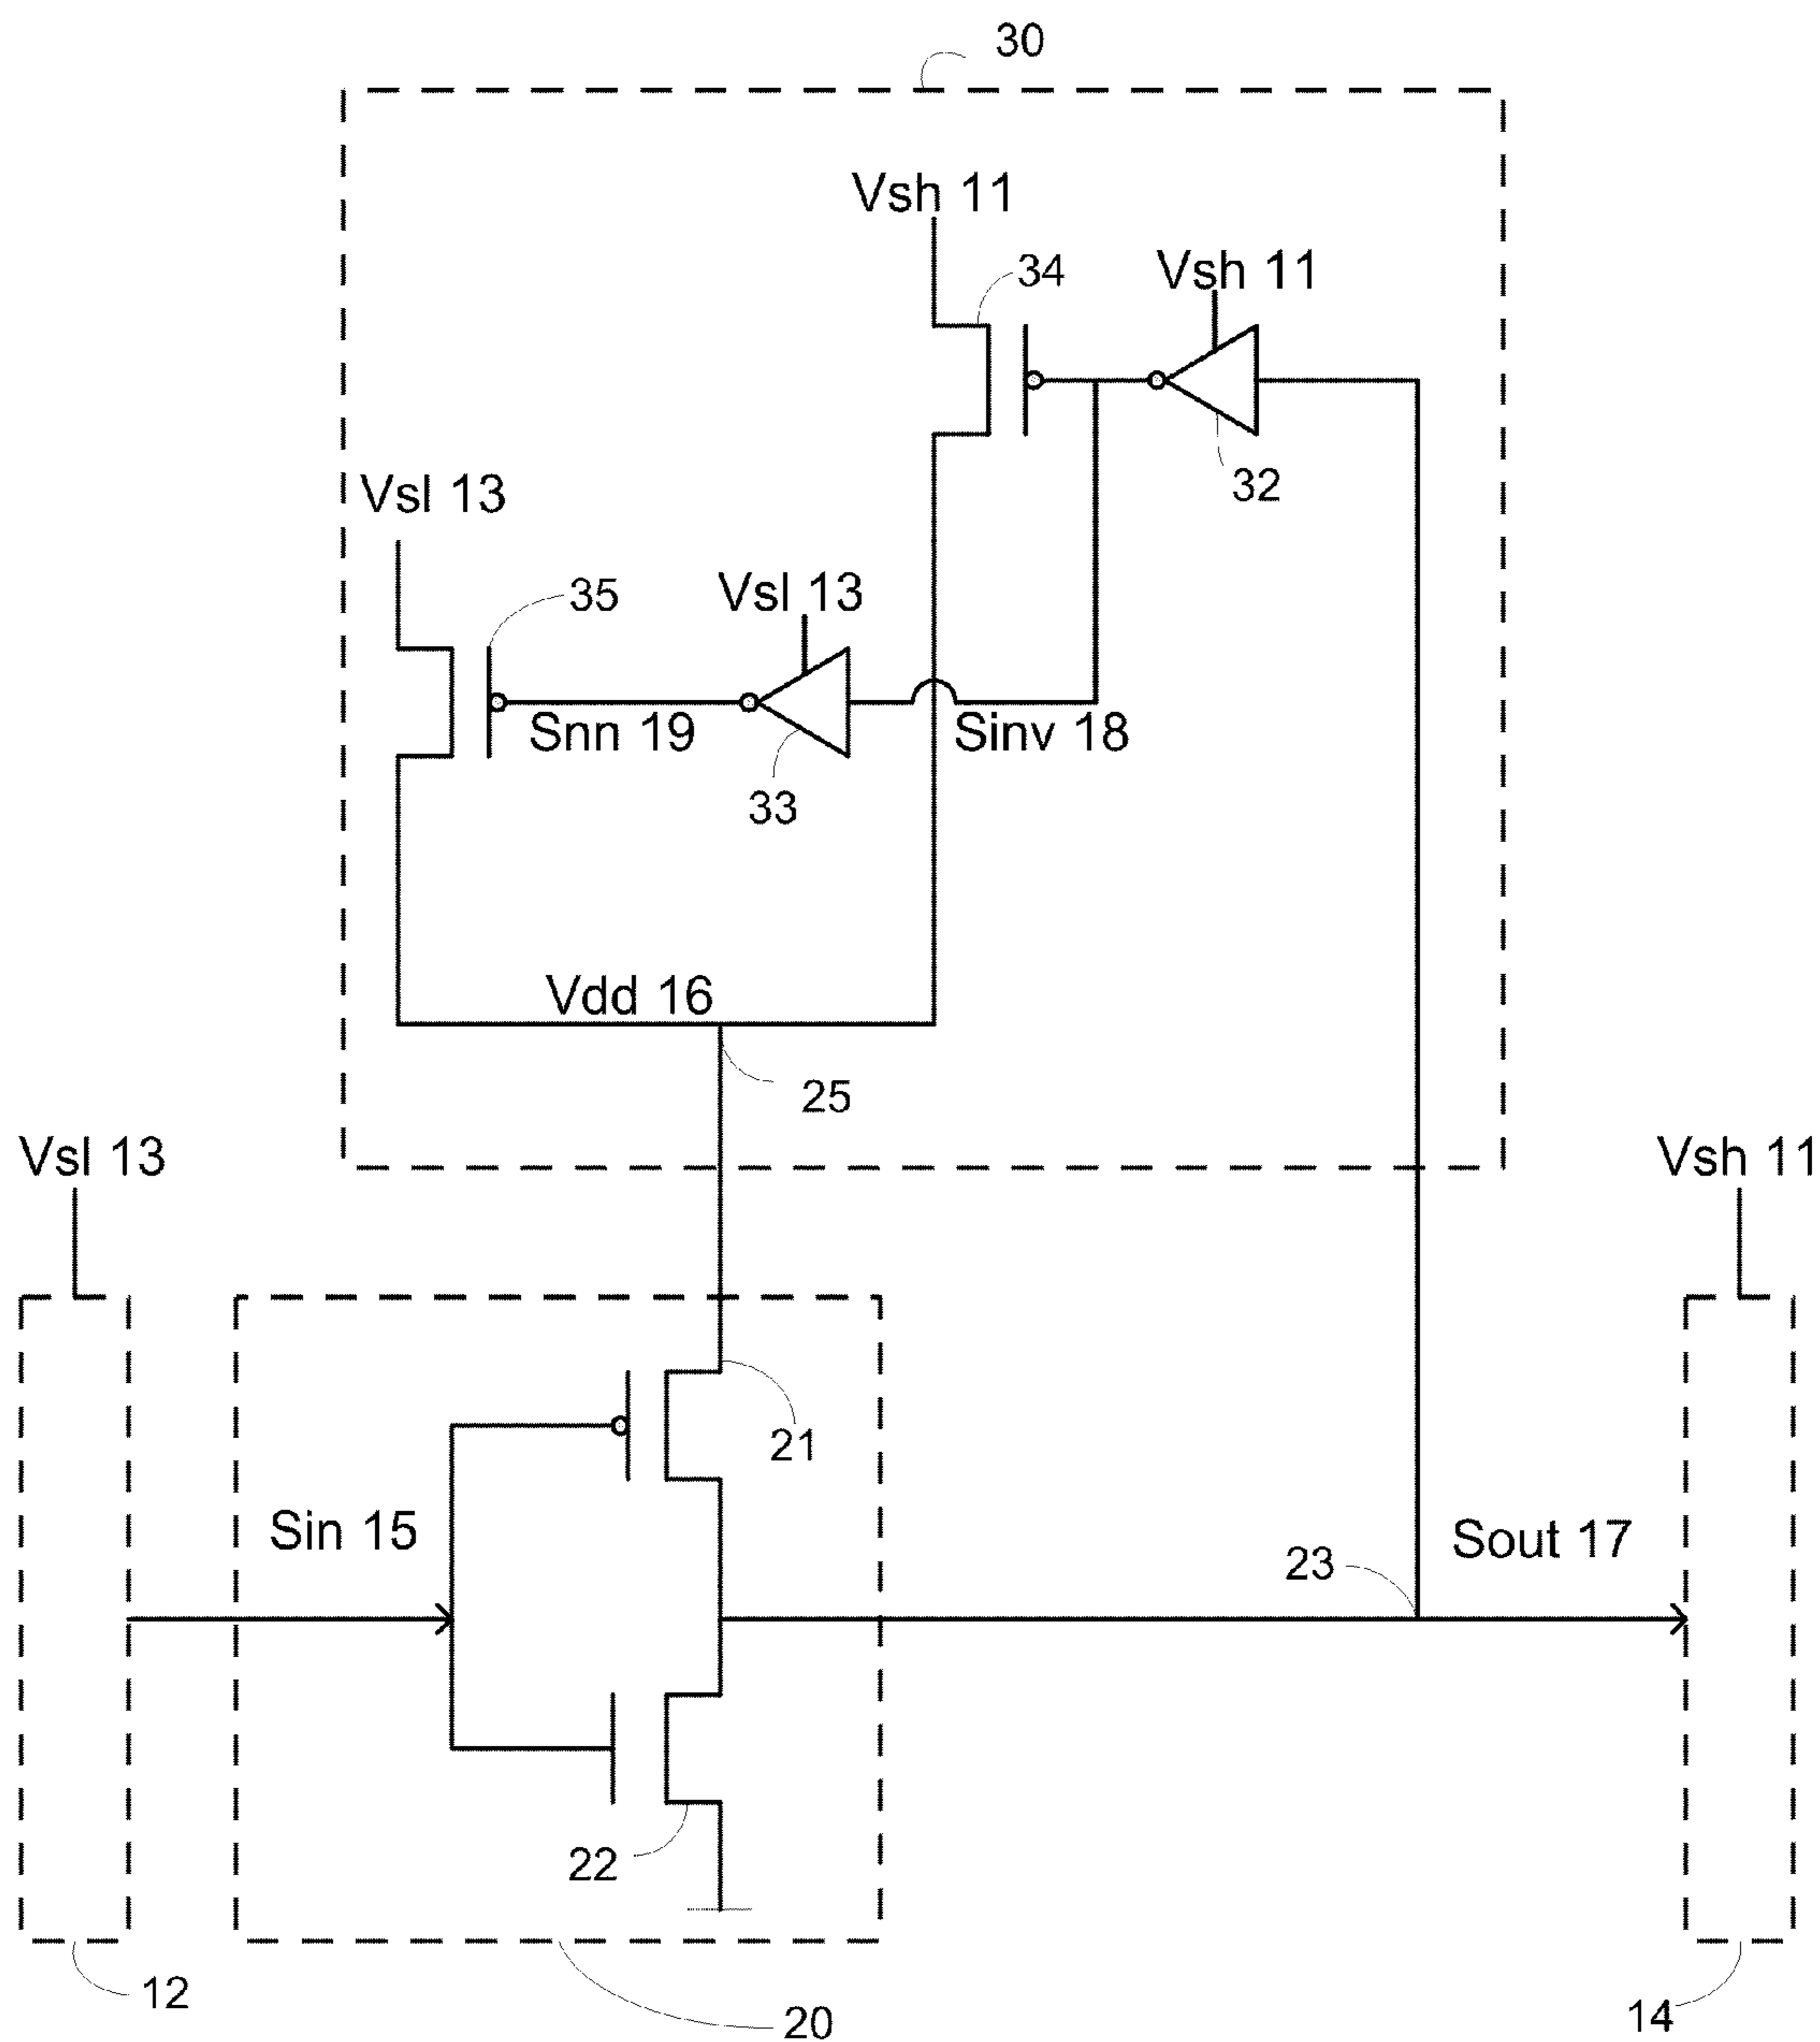 30
Vsh 11
34
Vsh 11
32
Vsl 13
35
Vsl 13
Snn 19
Sinv 18
33
Vdd 16
25
Vsl 13
Vsh 11
21
Sin 15
23
Sout 17
22
12
20
14